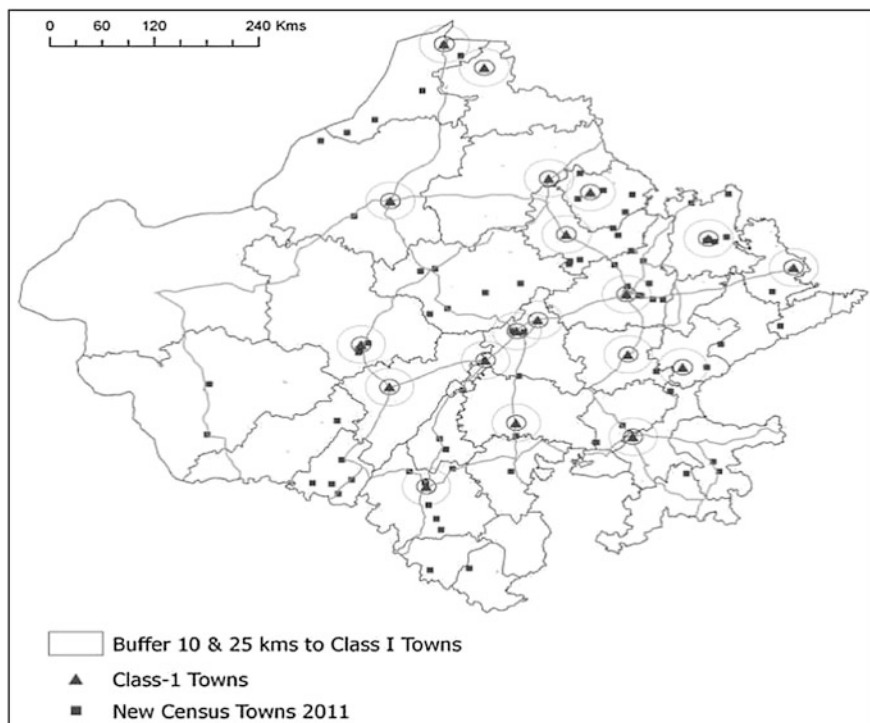 0 60 120 240 Kms
Buffer 10 & 25 kms to Class I Towns
Class-1 Towns
New Census Towns 2011